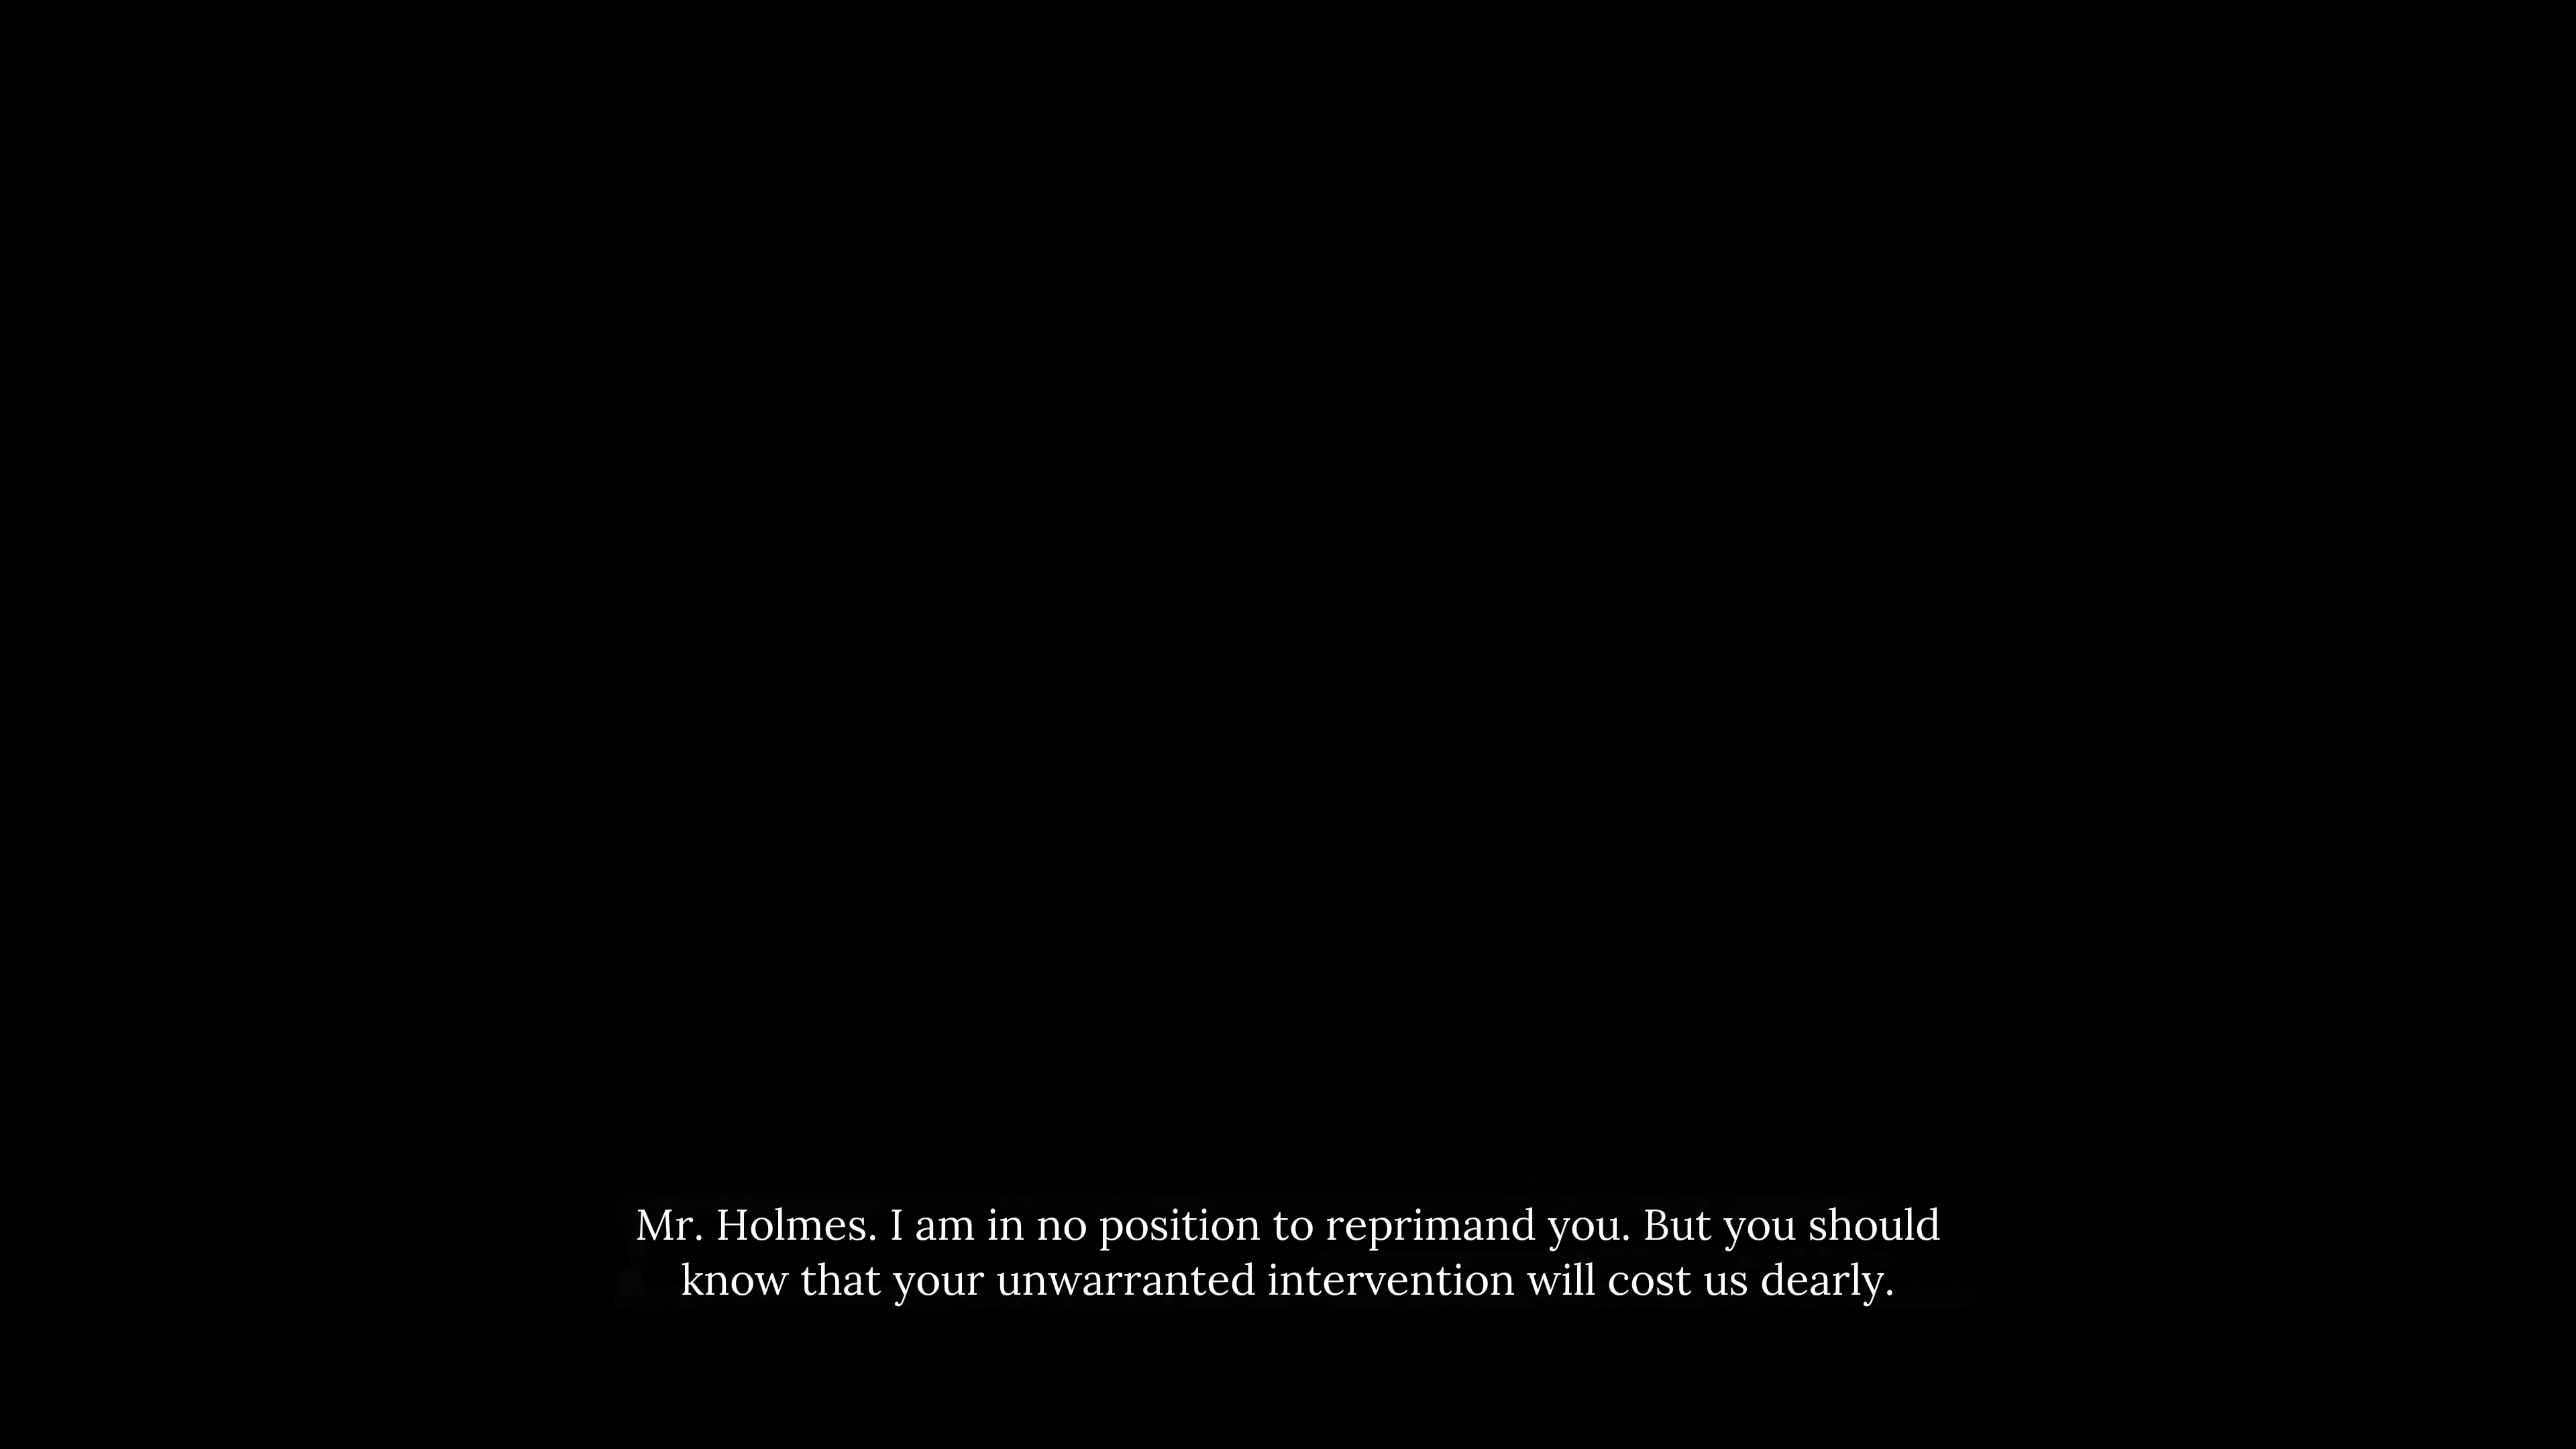 Mr. Holmes. I am in no position to reprimand you. But you should
know that your unwarranted intervention will cost us dearly.